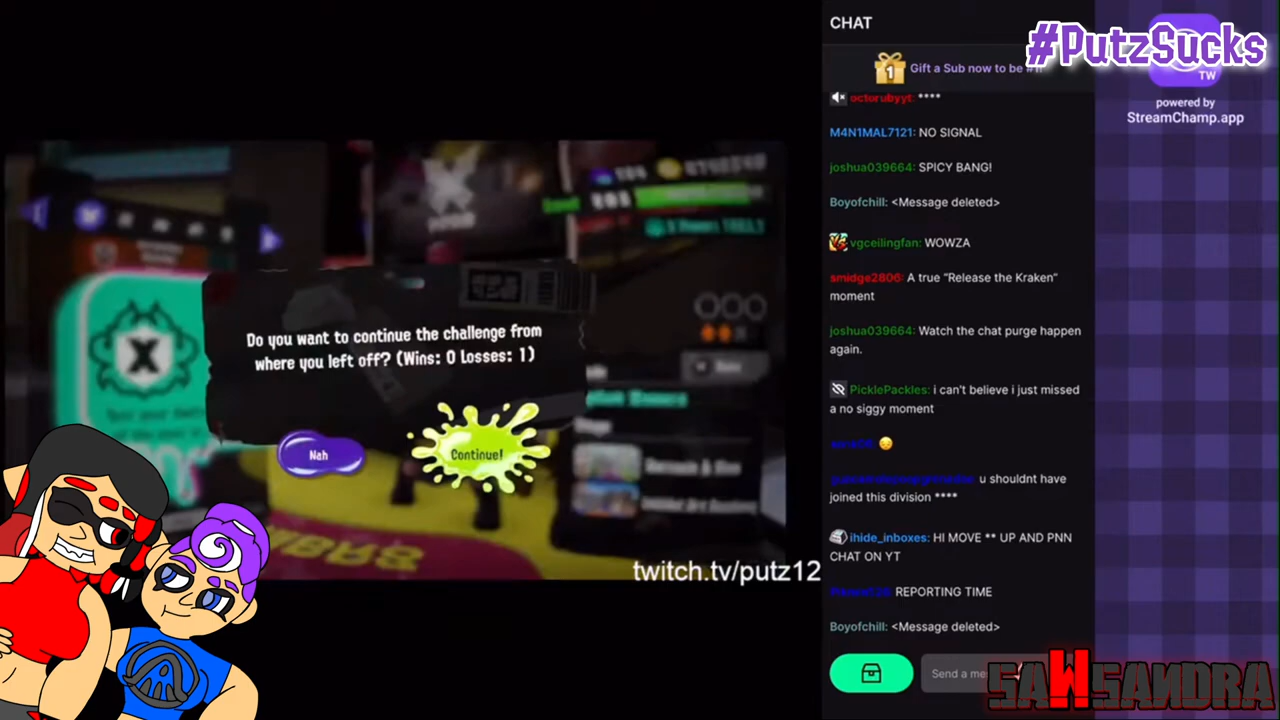 CHAT
#PutzSucks
Gift a Sub now to be #1!
TW
powered by
StreamChamp.app
octorubyyt: ****
M4N1MAL7121: NO SIGNAL
joshua039664: SPICY BANG!
Boyofchill: <Message deleted>
vgceilingfan: WOWZA
smidge2806: A true “Release the Kraken”
moment
joshua039664: Watch the chat purge happen
again.
PicklePackles: i can't believe i just missed
a no siggy moment
u shouldnt have
joined this division ****
ihide_inboxes: HI MOVE ** UP AND PNN
CHAT ON YT
REPORTING TIME
Boyofchill: <Message deleted>
Send a me
SAWSANDRA
X
Do you want to continue the challenge from
where you left off? (Wins: 0 Losses: 1)
Nah
Continue!
twitch.tv/putz12